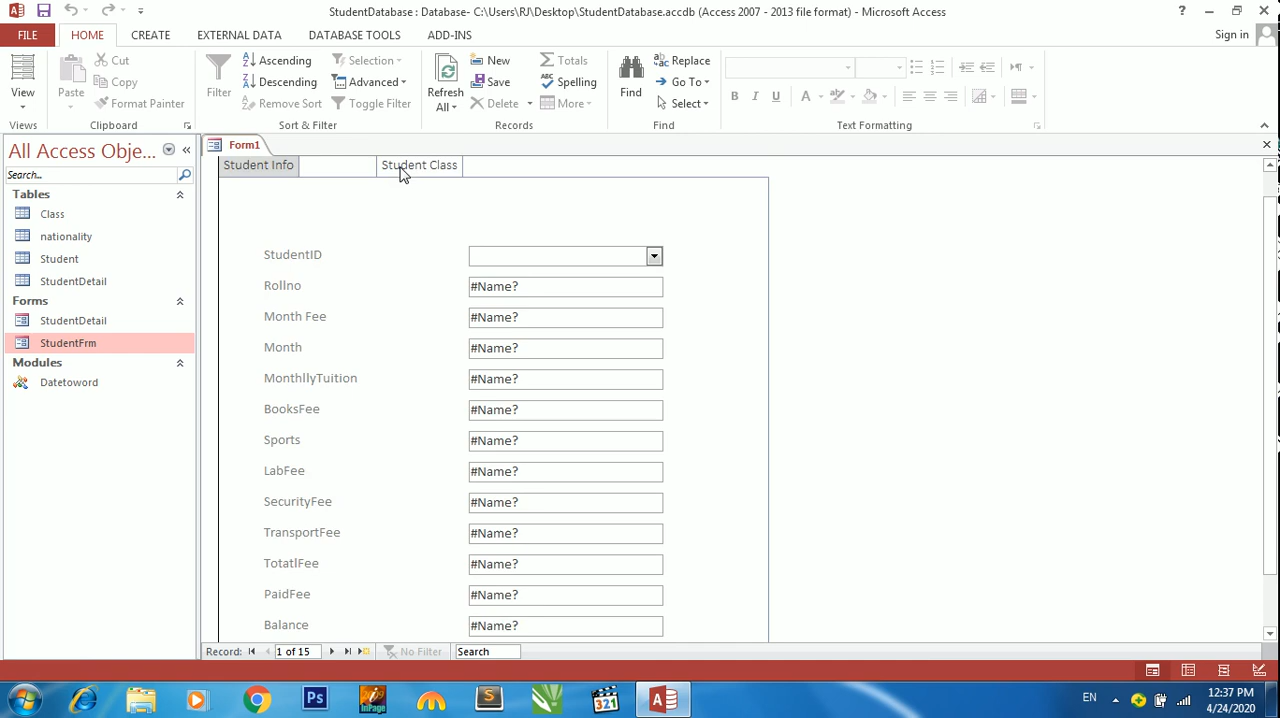 StudentDatabase : Database- C:\Users\RJ\Desktop\StudentDatabase.accdb (Access 2007 - 2013 file format) - Microsoft Access
FILE HOME CREATE EXTERNAL DATA DATABASE TOOLS ADD-INS Sign in
View
Views
Paste
Cut
Copy
Format Painter
Clipboard
Filter
Ascending
Descending
Remove Sort
Selection
Advanced
Toggle Filter
Sort & Filter
Refresh
All
New
Save
Delete
Totals
Spelling
More
Records
Find
Replace
Go To
Select
Find
B I U A
Text Formatting
All Access Obje...
Search...
Tables
Class
nationality
Student
StudentDetail
Forms
StudentDetail
StudentFrm
Modules
Datetoword
Form1
Student Info Student Class
StudentID
Rollno #Name?
Month Fee #Name?
Month #Name?
MonthllyTuition #Name?
BooksFee #Name?
Sports #Name?
LabFee #Name?
SecurityFee #Name?
TransportFee #Name?
TotatlFee #Name?
PaidFee #Name?
Balance #Name?
Record: 1 of 15 No Filter Search
Ps
InPage
S
321
EN
12:37 PM
4/24/2020